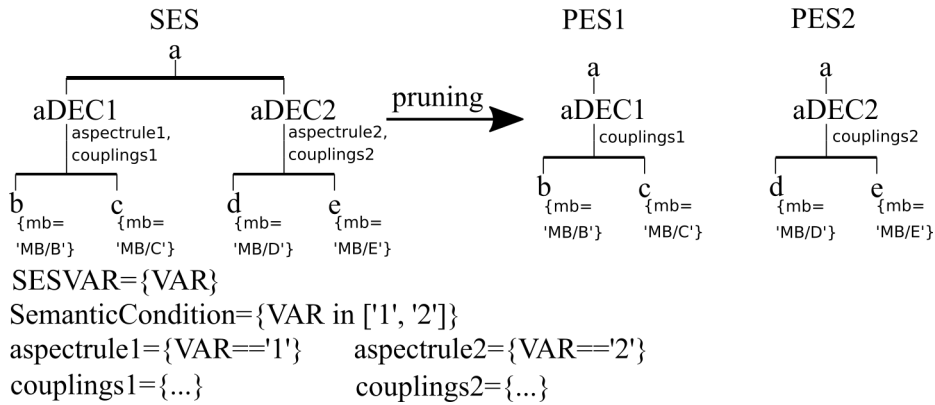 SES PES1 PES2
a
a a
aDEC1 aDEC2 pruning aDEC1 aDEC2
aspectrule1, aspectrule2, couplings1 couplings2
couplings1 couplings2
b c d e b c d e
{mb= {mb= {mb= {mb= {mb= {mb= {mb= {mb=
'MB/B'} 'MB/C'} 'MB/D'} 'MB/E'} 'MB/B'} 'MB/C'} 'MB/D'} 'MB/E'}
SESVAR={VAR}
SemanticCondition={VAR in ['1', '2']}
aspectrule1={VAR=='1'} aspectrule2={VAR=='2'}
couplings1={...} couplings2={...}